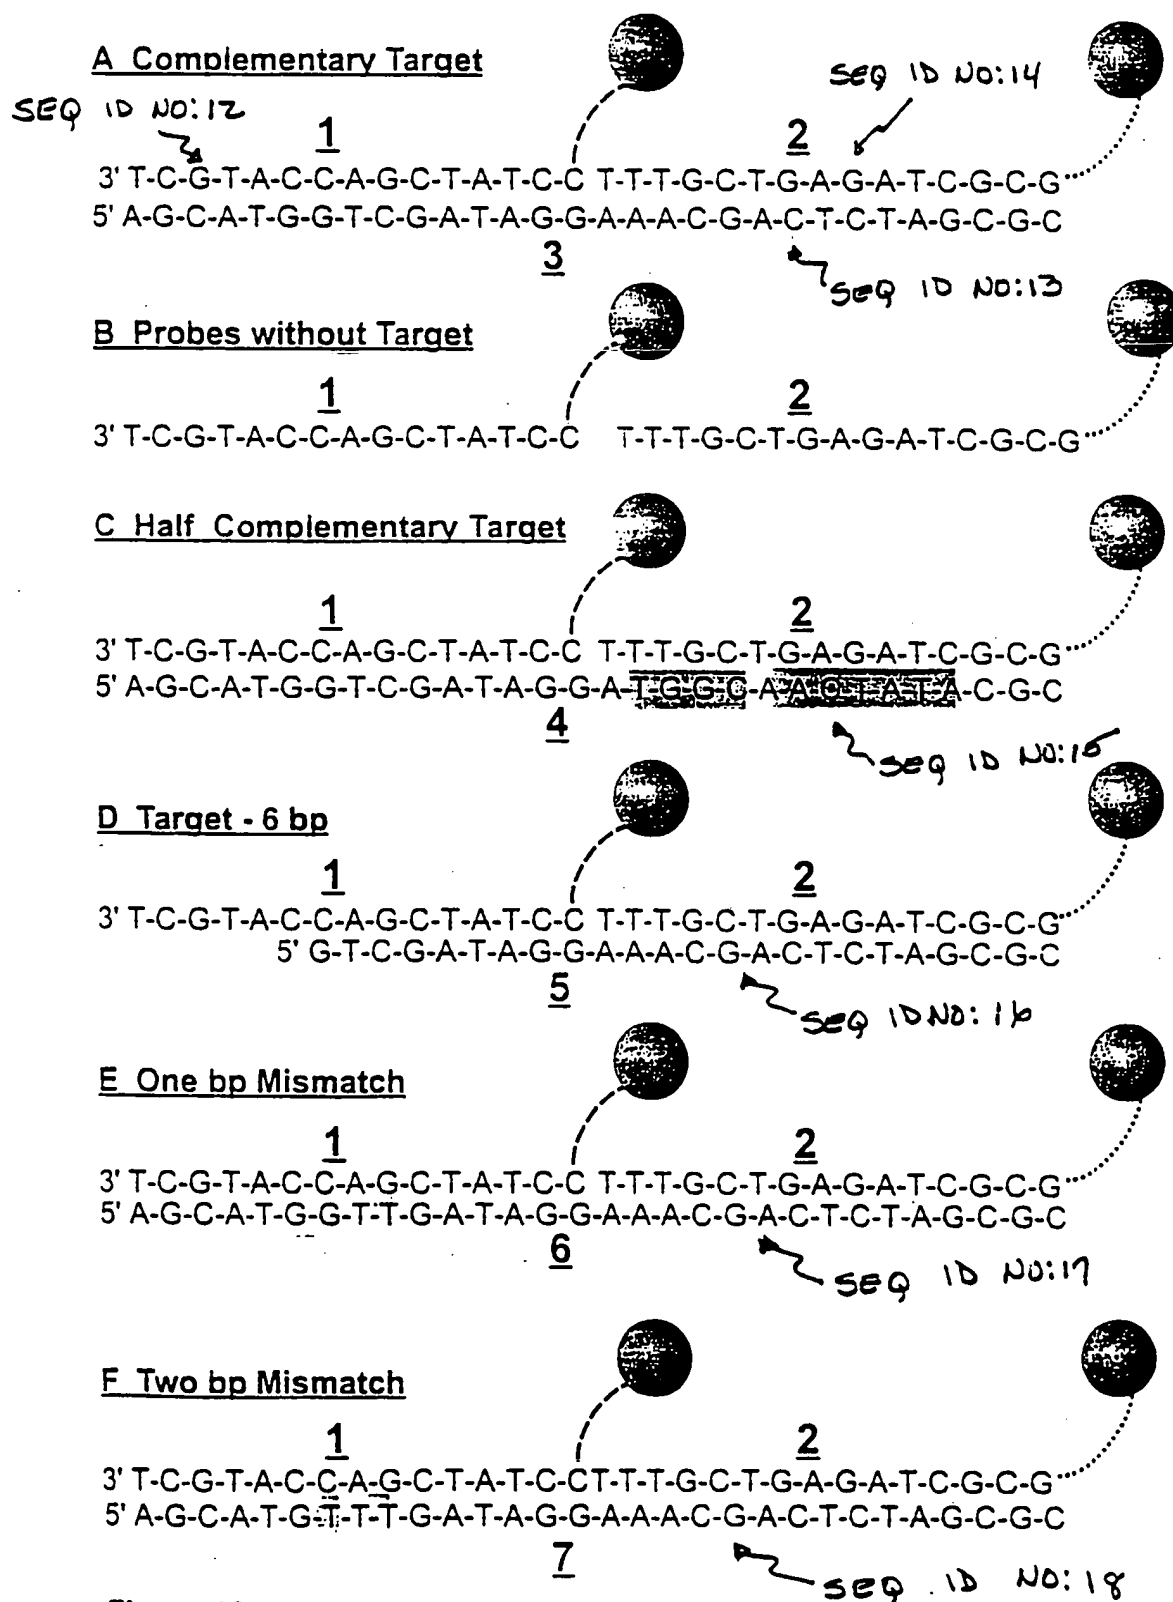 A Complementary Target
SEQ ID NO:12
SEQ ID NO:14
1
2
3' T-C-G-T-A-C-C-A-G-C-T-A-T-C-C T-T-T-G-C-T-G-A-G-A-T-C-G-C-G
5' A-G-C-A-T-G-G-T-C-G-A-T-A-G-G-A-A-A-C-G-A-C-T-C-T-A-G-C-G-C
3
SEQ ID NO:13
B Probes without Target
1
2
3' T-C-G-T-A-C-C-A-G-C-T-A-T-C-C T-T-T-G-C-T-G-A-G-A-T-C-G-C-G
C Half Complementary Target
1
2
3' T-C-G-T-A-C-C-A-G-C-T-A-T-C-C T-T-T-G-C-T-G-A-G-A-T-C-G-C-G
5' A-G-C-A-T-G-G-T-C-G-A-T-A-G-G-A-T-G-G-C-A-A-C-T-A-T-A-C-G-C
4
SEQ ID NO:15
D Target - 6 bp
1
2
3' T-C-G-T-A-C-C-A-G-C-T-A-T-C-C T-T-T-G-C-T-G-A-G-A-T-C-G-C-G
5' G-T-C-G-A-T-A-G-G-A-A-A-C-G-A-C-T-C-T-A-G-C-G-C
5
SEQ ID NO:16
E One bp Mismatch
1
2
3' T-C-G-T-A-C-C-A-G-C-T-A-T-C-C T-T-T-G-C-T-G-A-G-A-T-C-G-C-G
5' A-G-C-A-T-G-G-T-T-G-A-T-A-G-G-A-A-A-C-G-A-C-T-C-T-A-G-C-G-C
6
SEQ ID NO:17
F Two bp Mismatch
1
2
3' T-C-G-T-A-C-C-A-G-C-T-A-T-C-C-T-T-T-G-C-T-G-A-G-A-T-C-G-C-G
5' A-G-C-A-T-G-T-T-T-G-A-T-A-G-G-A-A-A-C-G-A-C-T-C-T-A-G-C-G-C
7
SEQ ID NO:18